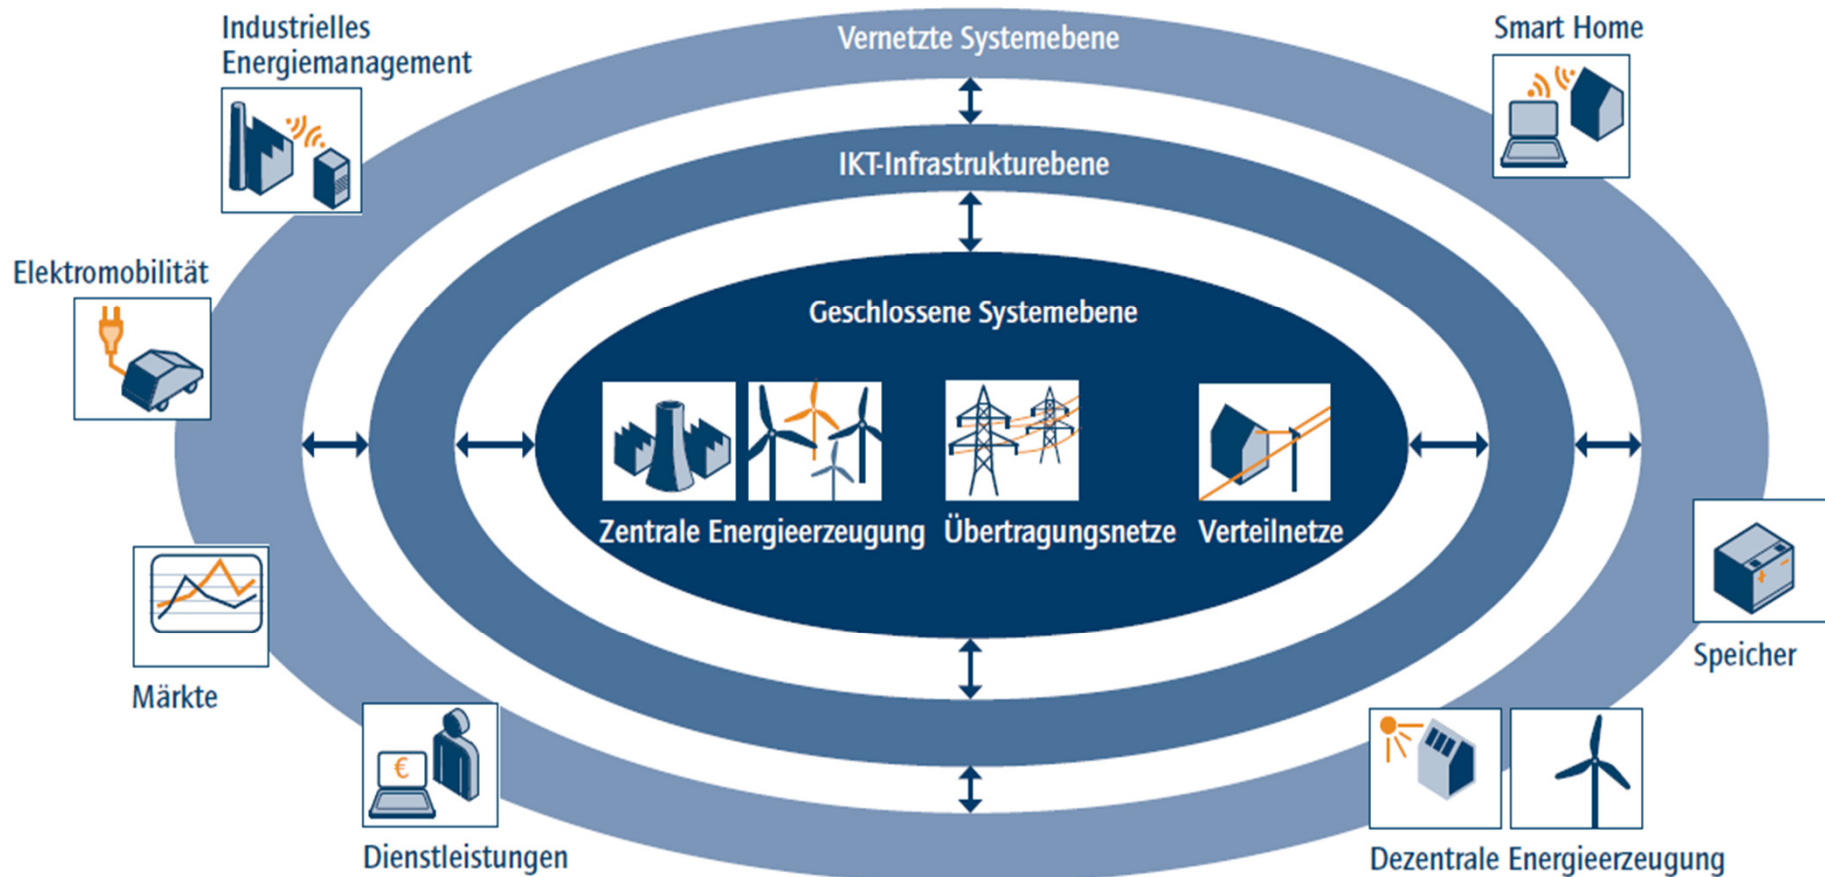 Industrielles
Energiemanagement
Vernetzte Systemebene
Smart Home
IKT-Infrastrukturebene
Elektromobilität
Geschlossene Systemebene
Zentrale Energieerzeugung
Übertragungsnetze
Verteilnetze
+ -
Speicher
Märkte
€
Dienstleistungen
Dezentrale Energieerzeugung